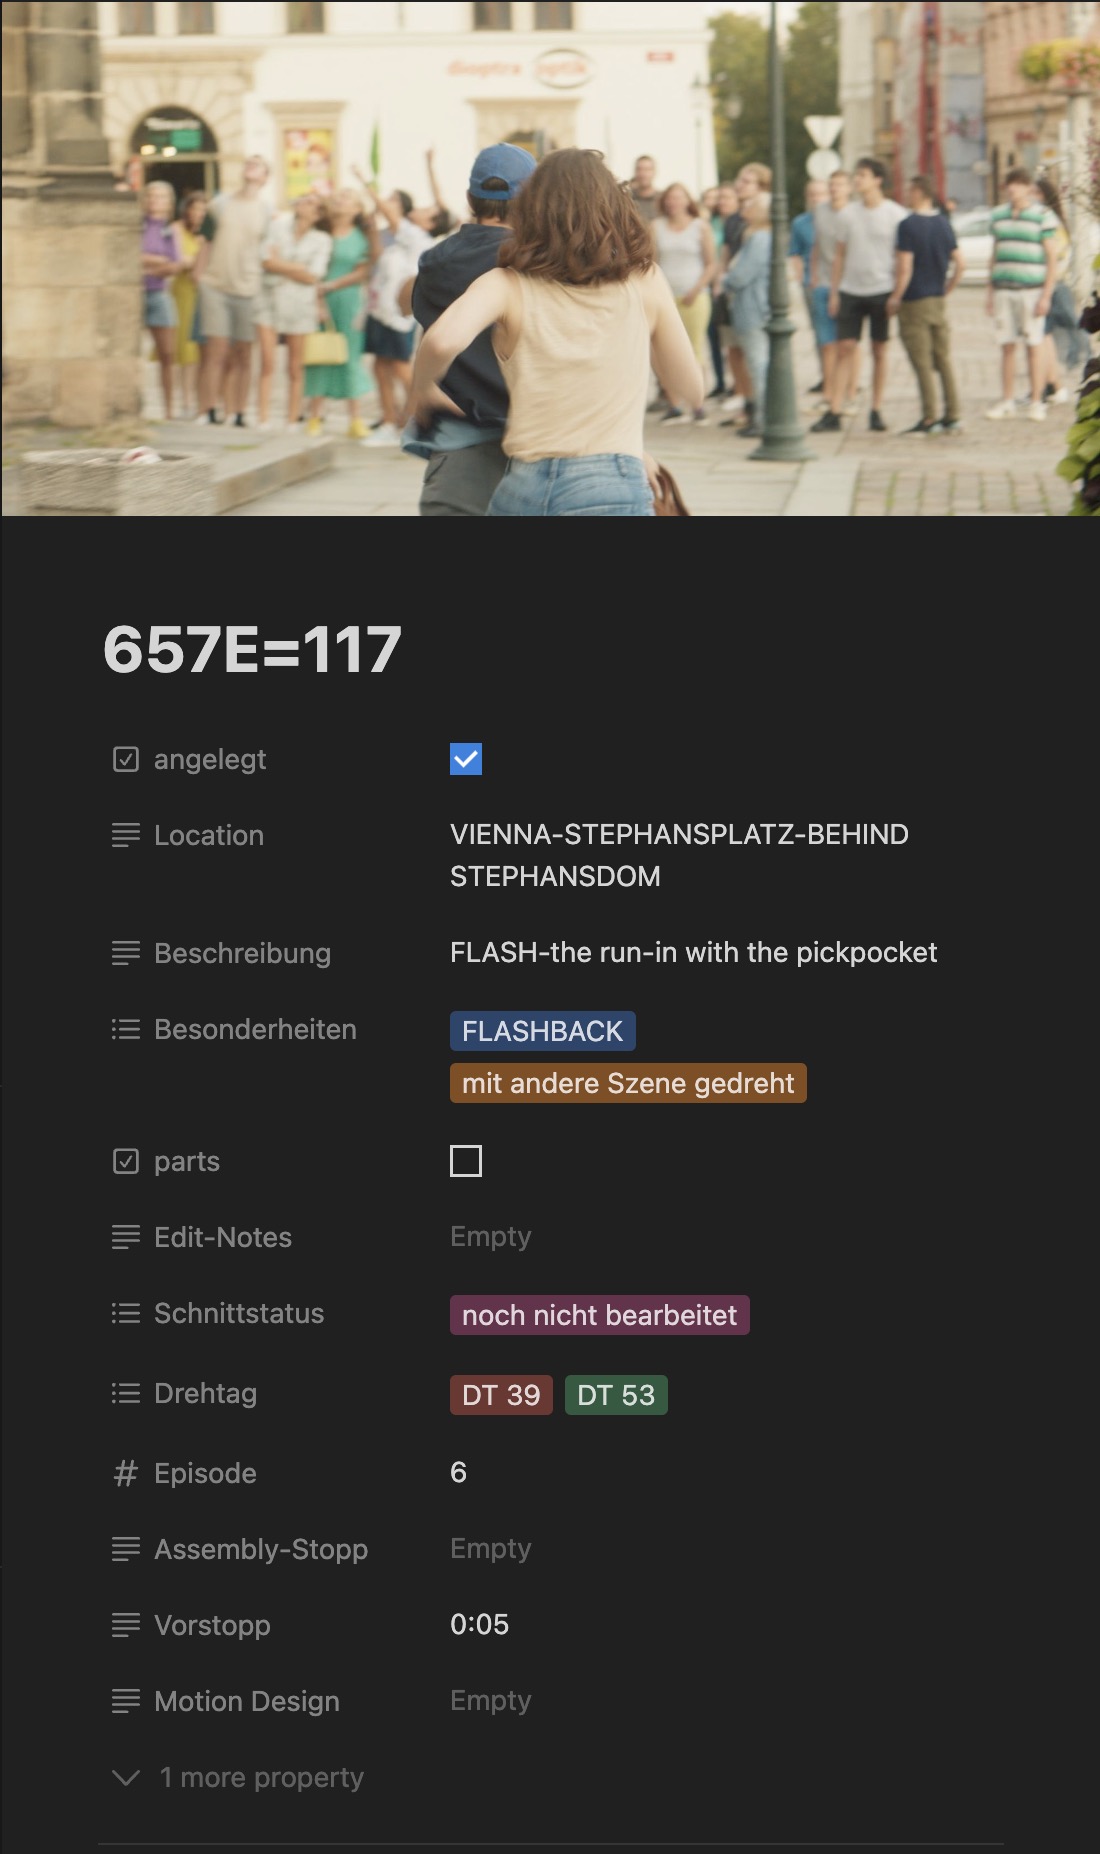 dioptra optik
657E=117
angelegt
Location
VIENNA-STEPHANSPLATZ-BEHIND
STEPHANSDOM
Beschreibung
FLASH-the run-in with the pickpocket
Besonderheiten
FLASHBACK
mit andere Szene gedreht
parts
Edit-Notes
Empty
Schnittstatus
noch nicht bearbeitet
Drehtag
DT 39 DT 53
Episode
6
Assembly-Stopp
Empty
Vorstopp
0:05
Motion Design
Empty
1 more property